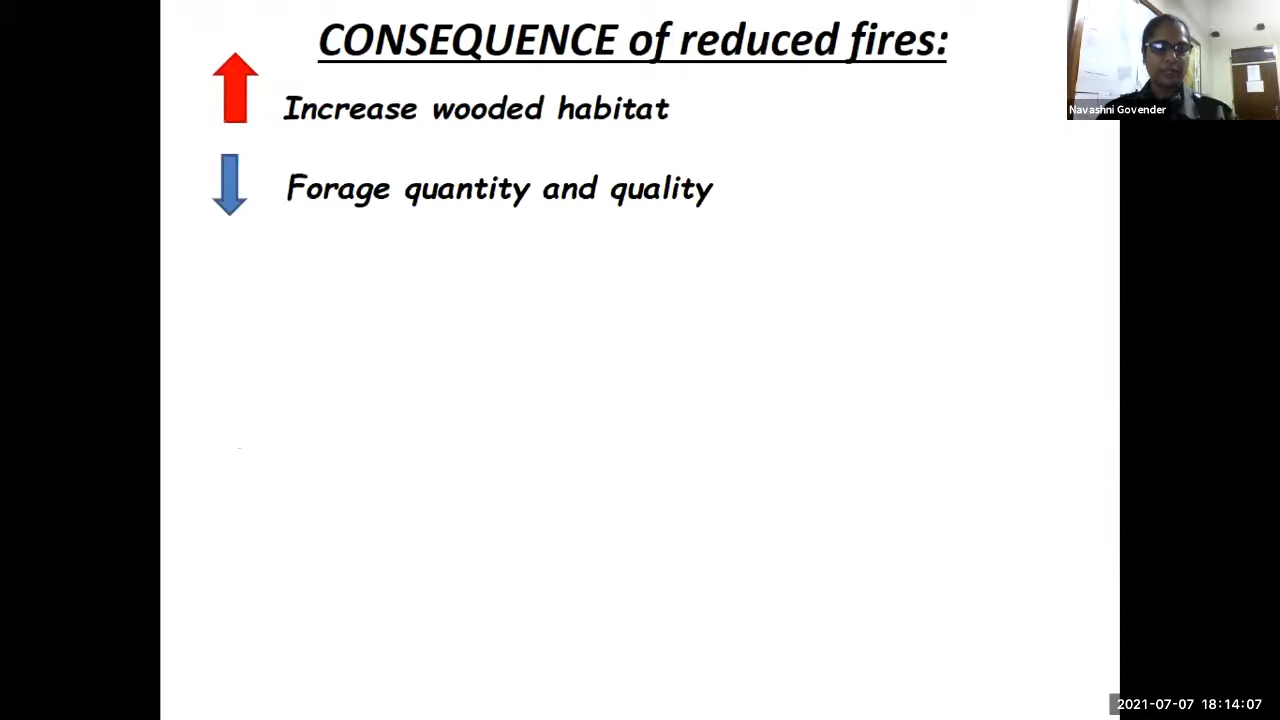 CONSEQUENCE of reduced fires:
Increase wooded habitat
Forage quantity and quality
Navashni Govender
2021-07-07 18:14:07